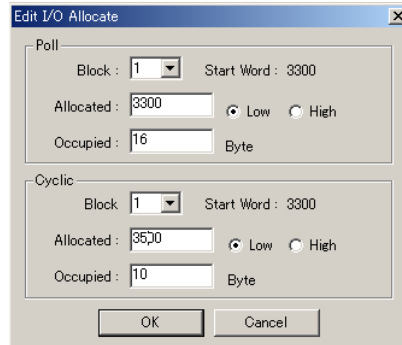 Edit I/O Allocate
Poll
Block : 1 Start Word : 3300
Allocated : 3300 Low High
Occupied : 16 Byte
Cyclic
Block 1 Start Word : 3300
Allocated : 3500 Low High
Occupied : 10 Byte
OK Cancel